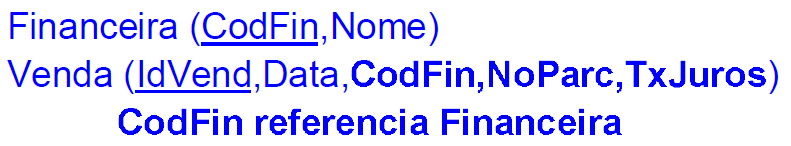 Financeira (CodFin,Nome)
Venda (IdVend,Data,CodFin,NoParc,TxJuros)
CodFin referencia Financeira